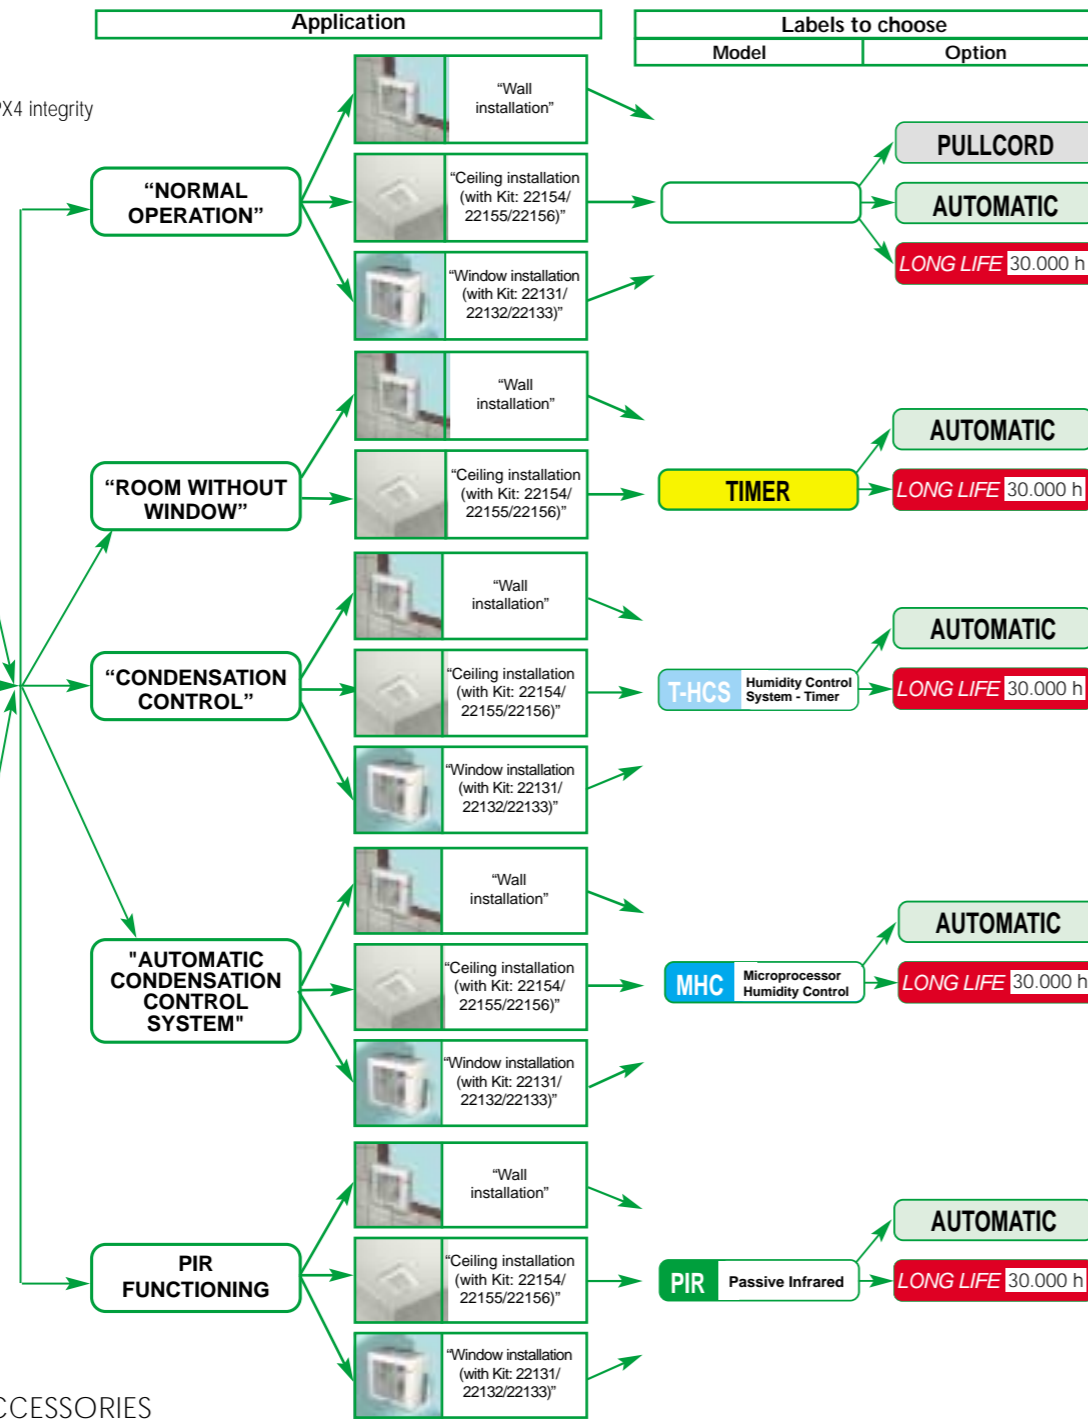 Application
Labels to choose
Model
Option
PX4 integrity
“Wall
installation”
PULLCORD
“NORMAL
OPERATION”
“Ceiling installation
(with Kit: 22154/
22155/22156)”
AUTOMATIC
LONG LIFE 30.000 h
“Window installation
(with Kit: 22131/
22132/22133)”
“Wall
installation”
AUTOMATIC
“ROOM WITHOUT
WINDOW”
“Ceiling installation
(with Kit: 22154/
22155/22156)”
TIMER
LONG LIFE 30.000 h
“Wall
installation”
AUTOMATIC
“CONDENSATION
CONTROL”
“Ceiling installation
(with Kit: 22154/
22155/22156)”
T-HCS
Humidity Control
System - Timer
LONG LIFE 30.000 h
“Window installation
(with Kit: 22131/
22132/22133)”
“Wall
installation”
AUTOMATIC
"AUTOMATIC
CONDENSATION
CONTROL
SYSTEM"
“Ceiling installation
(with Kit: 22154/
22155/22156)”
MHC
Microprocessor
Humidity Control
LONG LIFE 30.000 h
“Window installation
(with Kit: 22131/
22132/22133)”
“Wall
installation”
AUTOMATIC
PIR
FUNCTIONING
“Ceiling installation
(with Kit: 22154/
22155/22156)”
PIR
Passive Infrared
LONG LIFE 30.000 h
“Window installation
(with Kit: 22131/
22132/22133)”
CCESSORIES